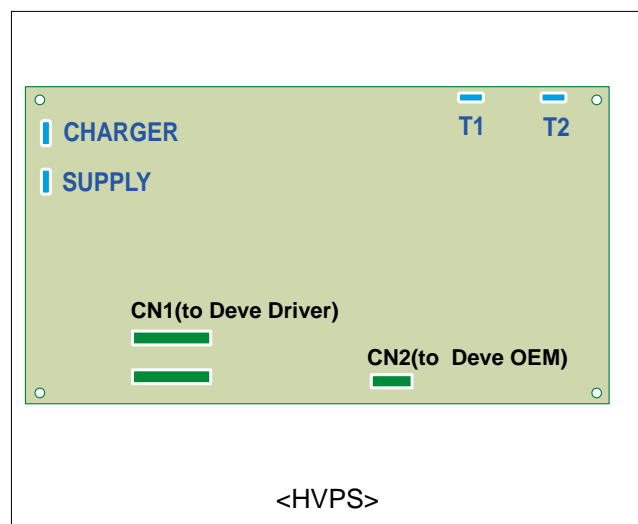 CHARGER
T1 T2
SUPPLY
CN1(to Deve Driver)
CN2(to Deve OEM)
<HVPS>